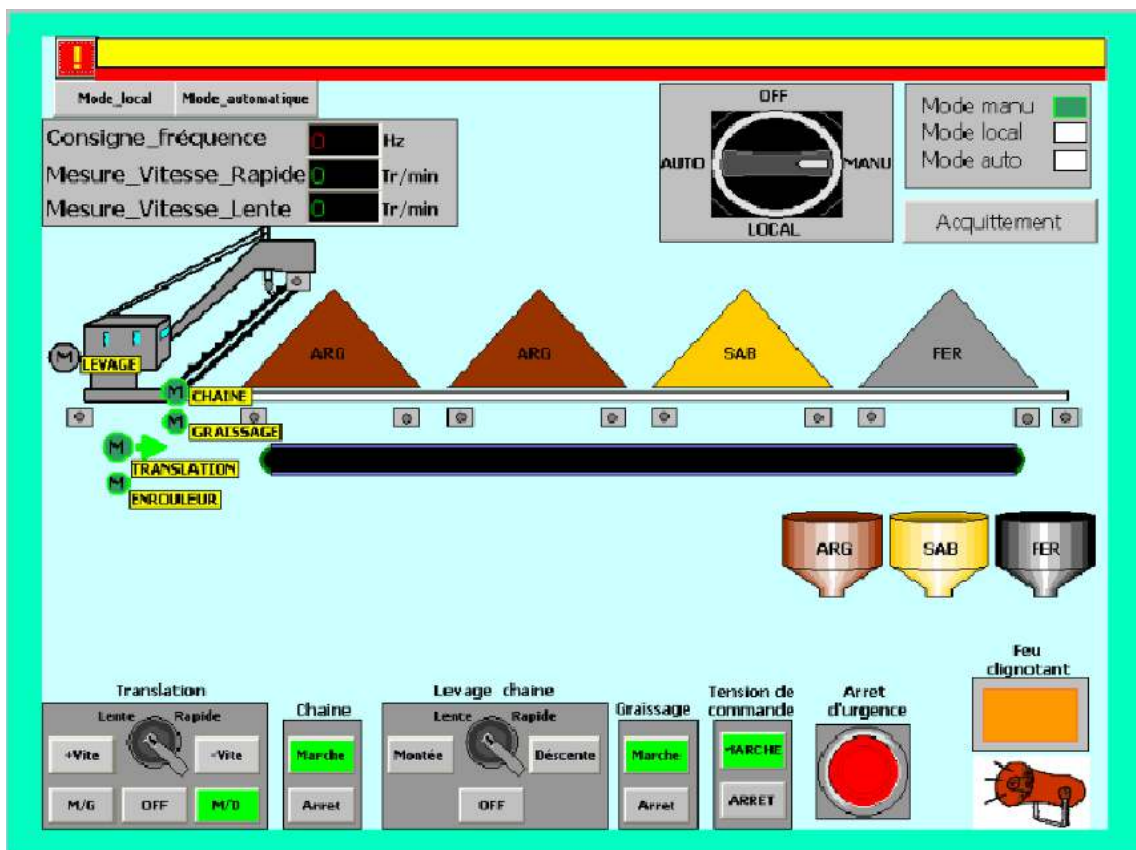 !
Mode_local Mode_automatique
Consigne_fréquence 0 Hz
Mesure_Vitesse_Rapide 0 Tr/min
Mesure_Vitesse_Lente 0 Tr/min
OFF
AUTO MANU
LOCAL
Mode manu
Mode local
Mode auto
Acquittement
ARG ARG SAB FER
M LEVAGE
M CHAINE
M GRAISSAGE
M TRANSLATION
M ENROULEUR
ARG SAB FER
Feu
clignotant
Translation
Lente Rapide
+Vite -Vite
M/G OFF M/D
Chaine
Marche
Arret
Levage chaine
Lente Rapide
Montée Déscente
OFF
Graissage
Marche
Arret
Tension de
commande
MARCHE
ARRET
Arret
d'urgence